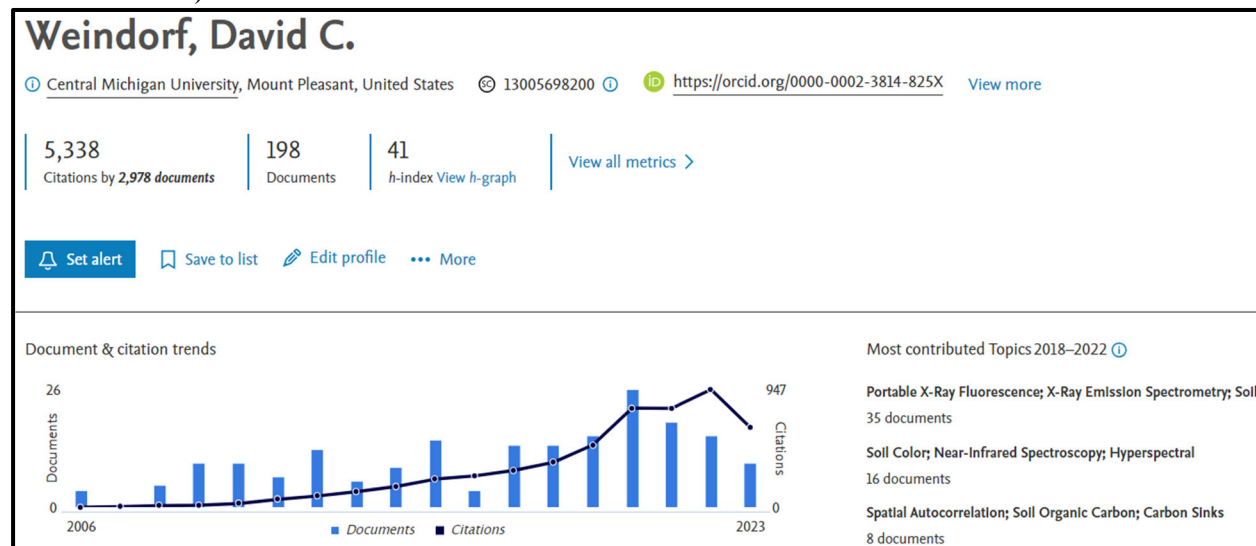 Weindorf, David C.
Central Michigan University, Mount Pleasant, United States SC 13005698200 iD https://orcid.org/0000-0002-3814-825X View more
5,338 198 41
Citations by 2,978 documents Documents h-index View h-graph View all metrics >
Set alert Save to list Edit profile ••• More
Document & citation trends Most contributed Topics 2018–2022
26 947
Portable X-Ray Fluorescence; X-Ray Emission Spectrometry; Soil
35 documents
Documents Citations
Soil Color; Near-Infrared Spectroscopy; Hyperspectral
16 documents
0 0
Spatial Autocorrelation; Soil Organic Carbon; Carbon Sinks
2006 Documents Citations 2023
8 documents